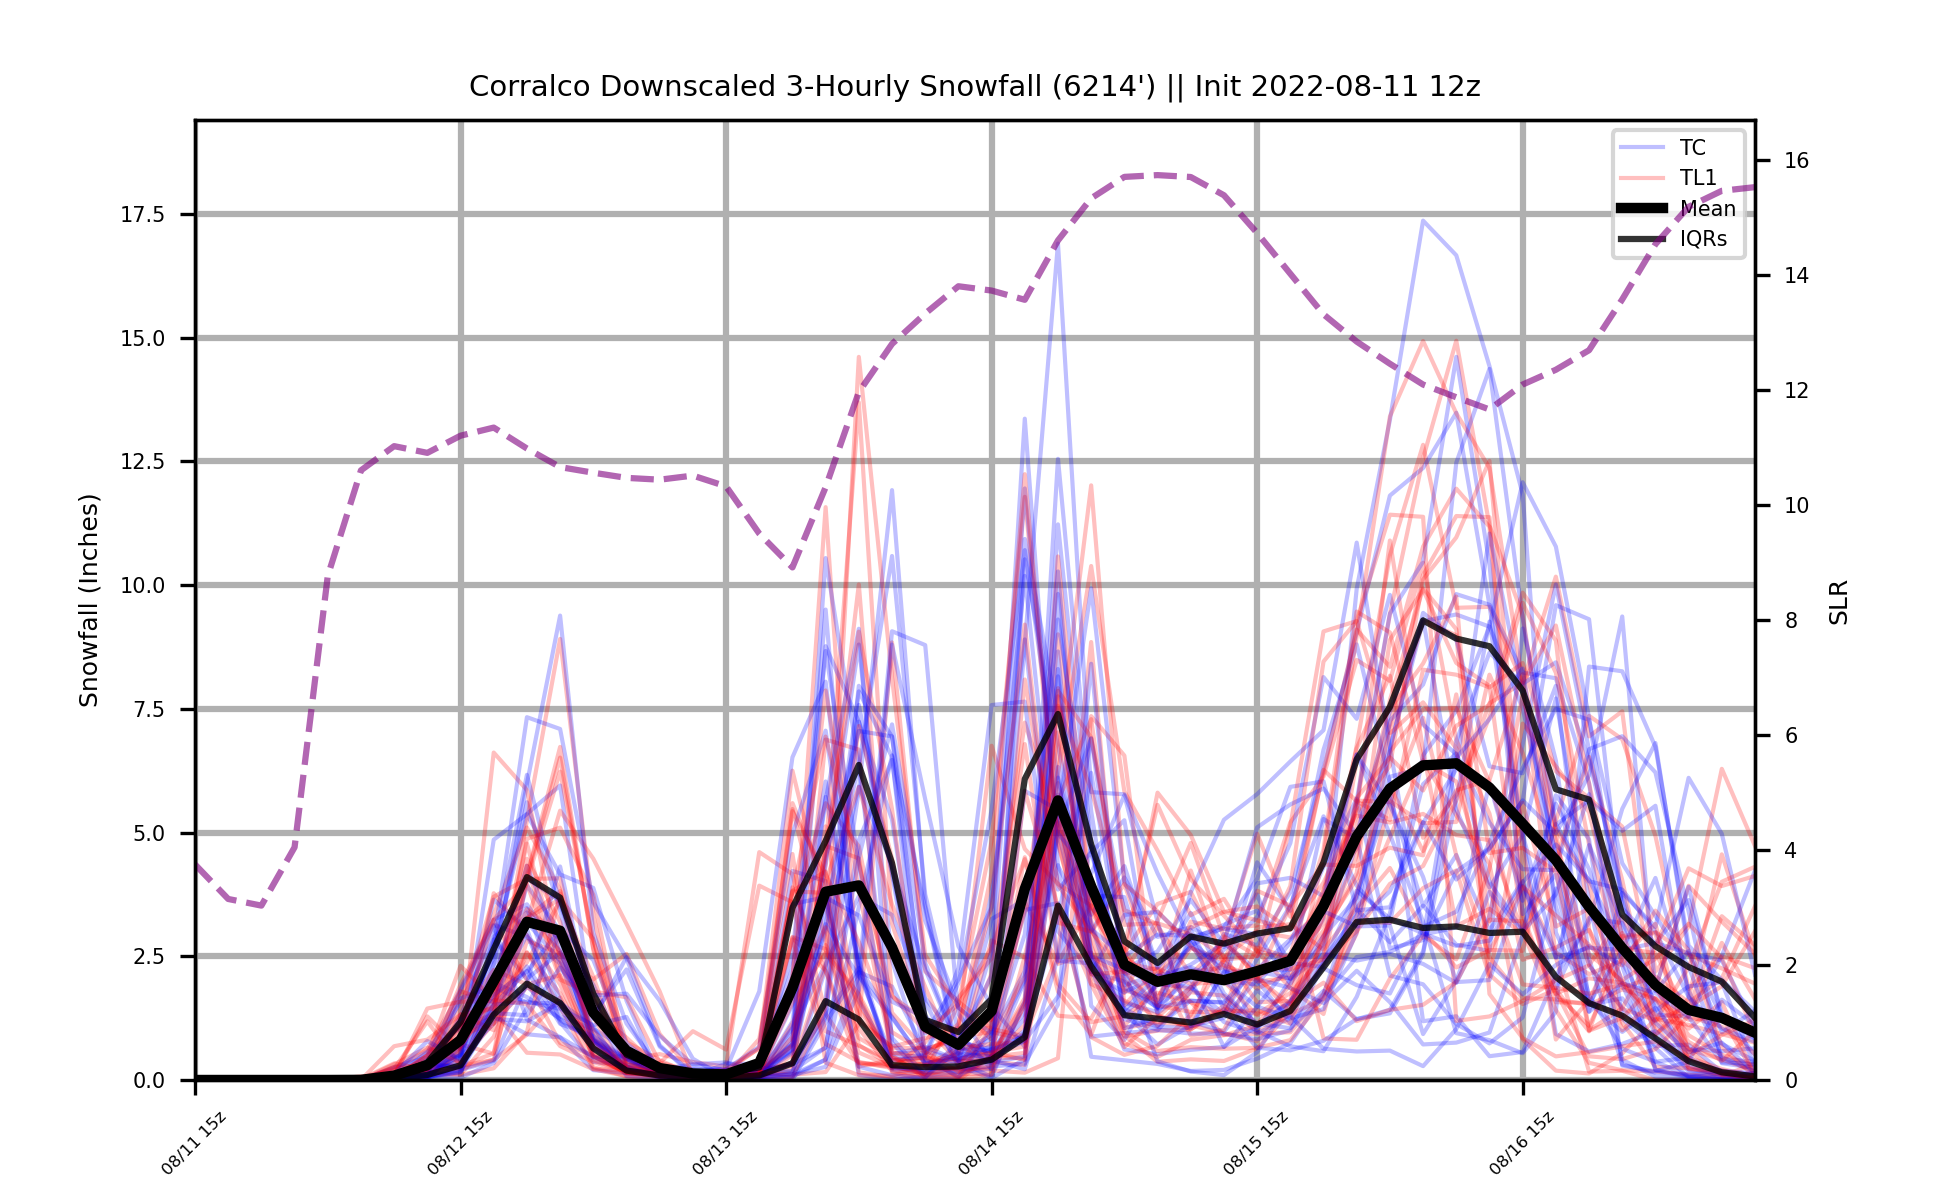 Corralco Downscaled 3-Hourly Snowfall (6214') || Init 2022-08-11 12z
TC
TL1
Mean
IQRs
Snowfall (Inches)
17.5
15.0
12.5
10.0
7.5
5.0
2.5
0.0
16
14
12
10
8
6
4
2
0
SLR
08/11 15z
08/12 15z
08/13 15z
08/14 15z
08/15 15z
08/16 15z